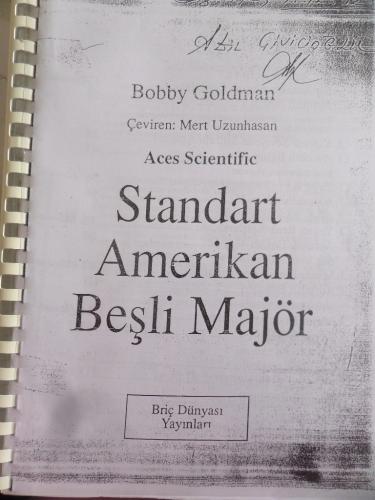 Bobby Goldman
Çeviren: Mert Uzunhasan
Aces Scientific
Standart
Amerikan
Beşli Majör
Briç Dünyası
Yayınları